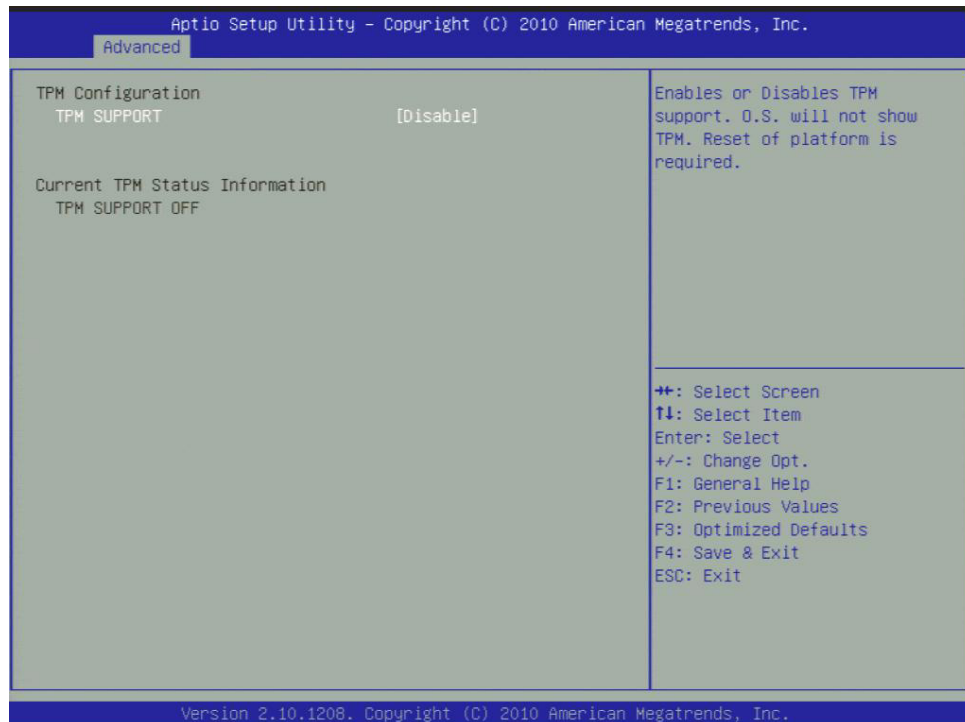 Aptio Setup Utility – Copyright (C) 2010 American Megatrends, Inc.
Advanced
TPM Configuration
TPM SUPPORT [Disable]
Current TPM Status Information
TPM SUPPORT OFF
Enables or Disables TPM
support. O.S. will not show
TPM. Reset of platform is
required.
→←: Select Screen
↑↓: Select Item
Enter: Select
+/-: Change Opt.
F1: General Help
F2: Previous Values
F3: Optimized Defaults
F4: Save & Exit
ESC: Exit
Version 2.10.1208. Copyright (C) 2010 American Megatrends, Inc.